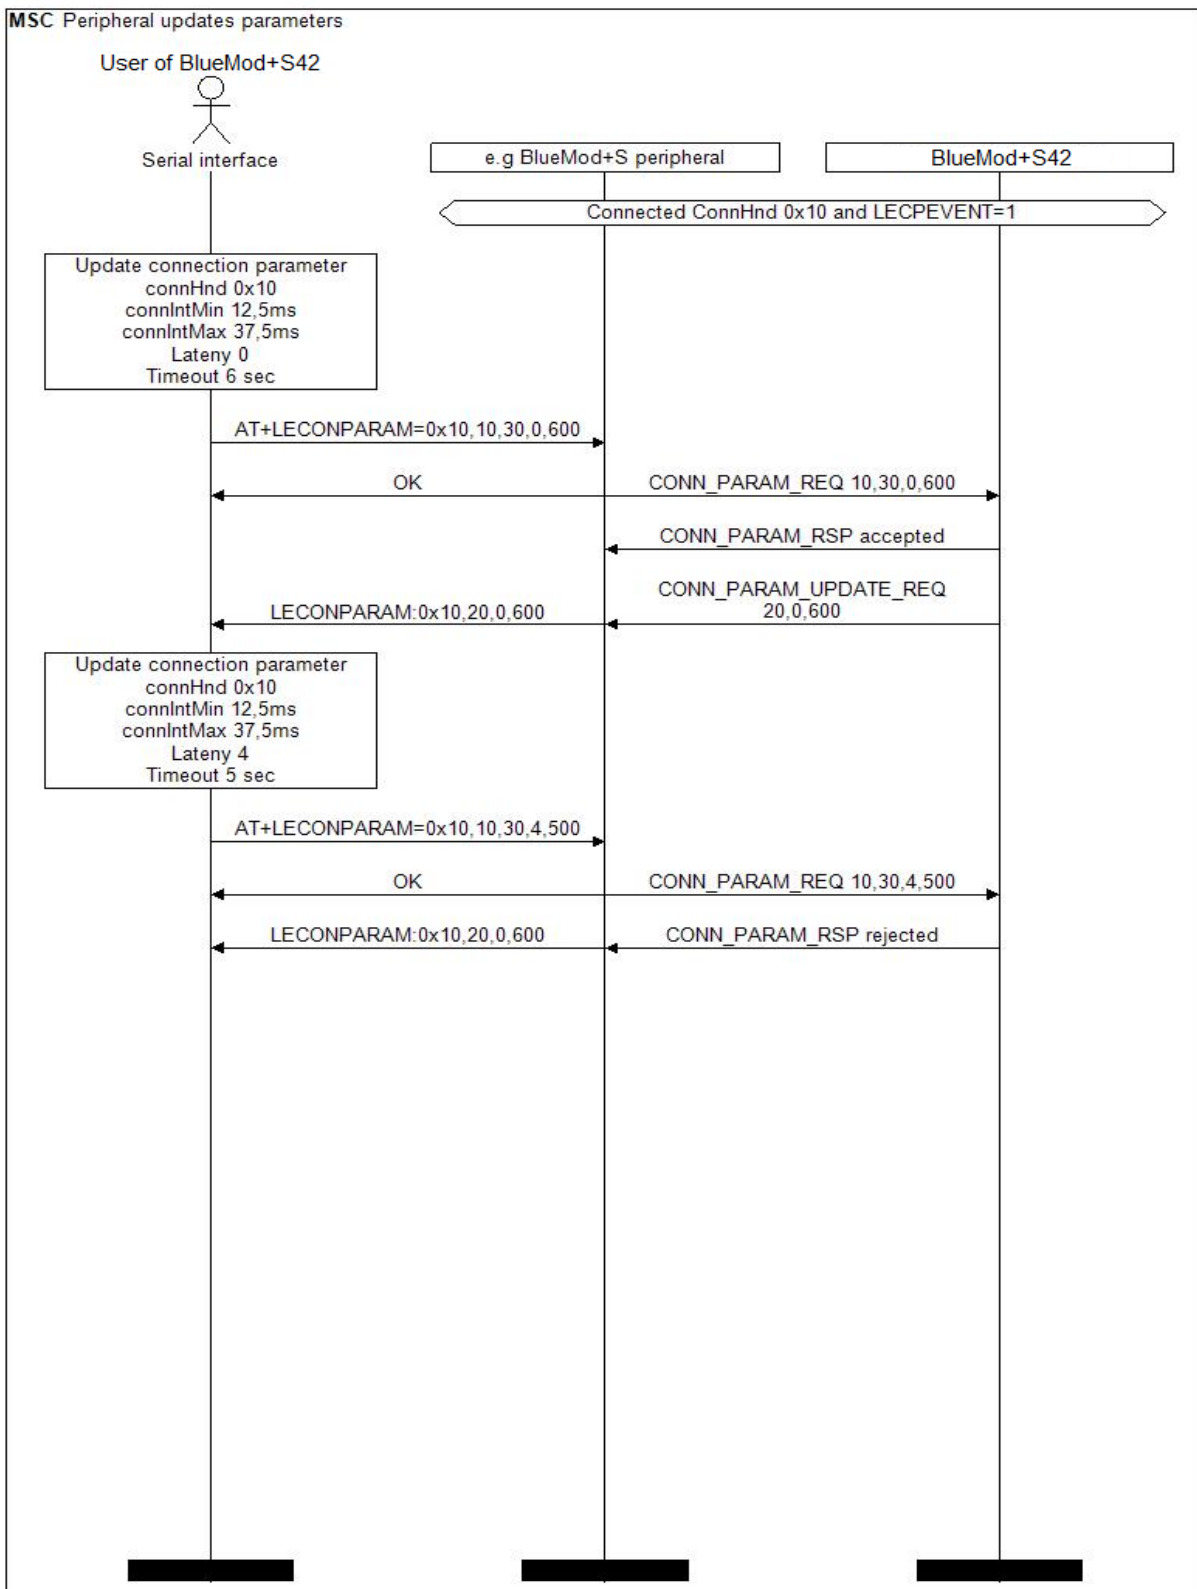 MSC Peripheral updates parameters
User of BlueMod+S42
Serial interface
e.g BlueMod+S peripheral
BlueMod+S42
Connected ConnHnd 0x10 and LECPEVENT=1
Update connection parameter
connHnd 0x10
connIntMin 12,5ms
connIntMax 37,5ms
Lateny 0
Timeout 6 sec
AT+LECONPARAM=0x10,10,30,0,600
OK
CONN_PARAM_REQ 10,30,0,600
CONN_PARAM_RSP accepted
CONN_PARAM_UPDATE_REQ
20,0,600
LECONPARAM:0x10,20,0,600
Update connection parameter
connHnd 0x10
connIntMin 12,5ms
connIntMax 37,5ms
Lateny 4
Timeout 5 sec
AT+LECONPARAM=0x10,10,30,4,500
OK
CONN_PARAM_REQ 10,30,4,500
LECONPARAM:0x10,20,0,600
CONN_PARAM_RSP rejected